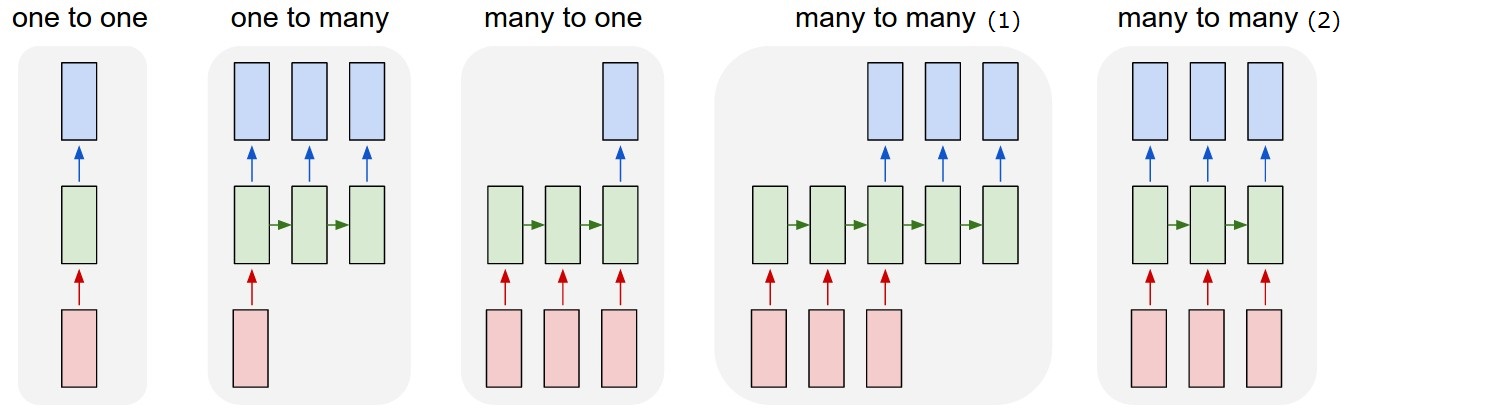 one to one
one to many
many to one
many to many (1)
many to many (2)